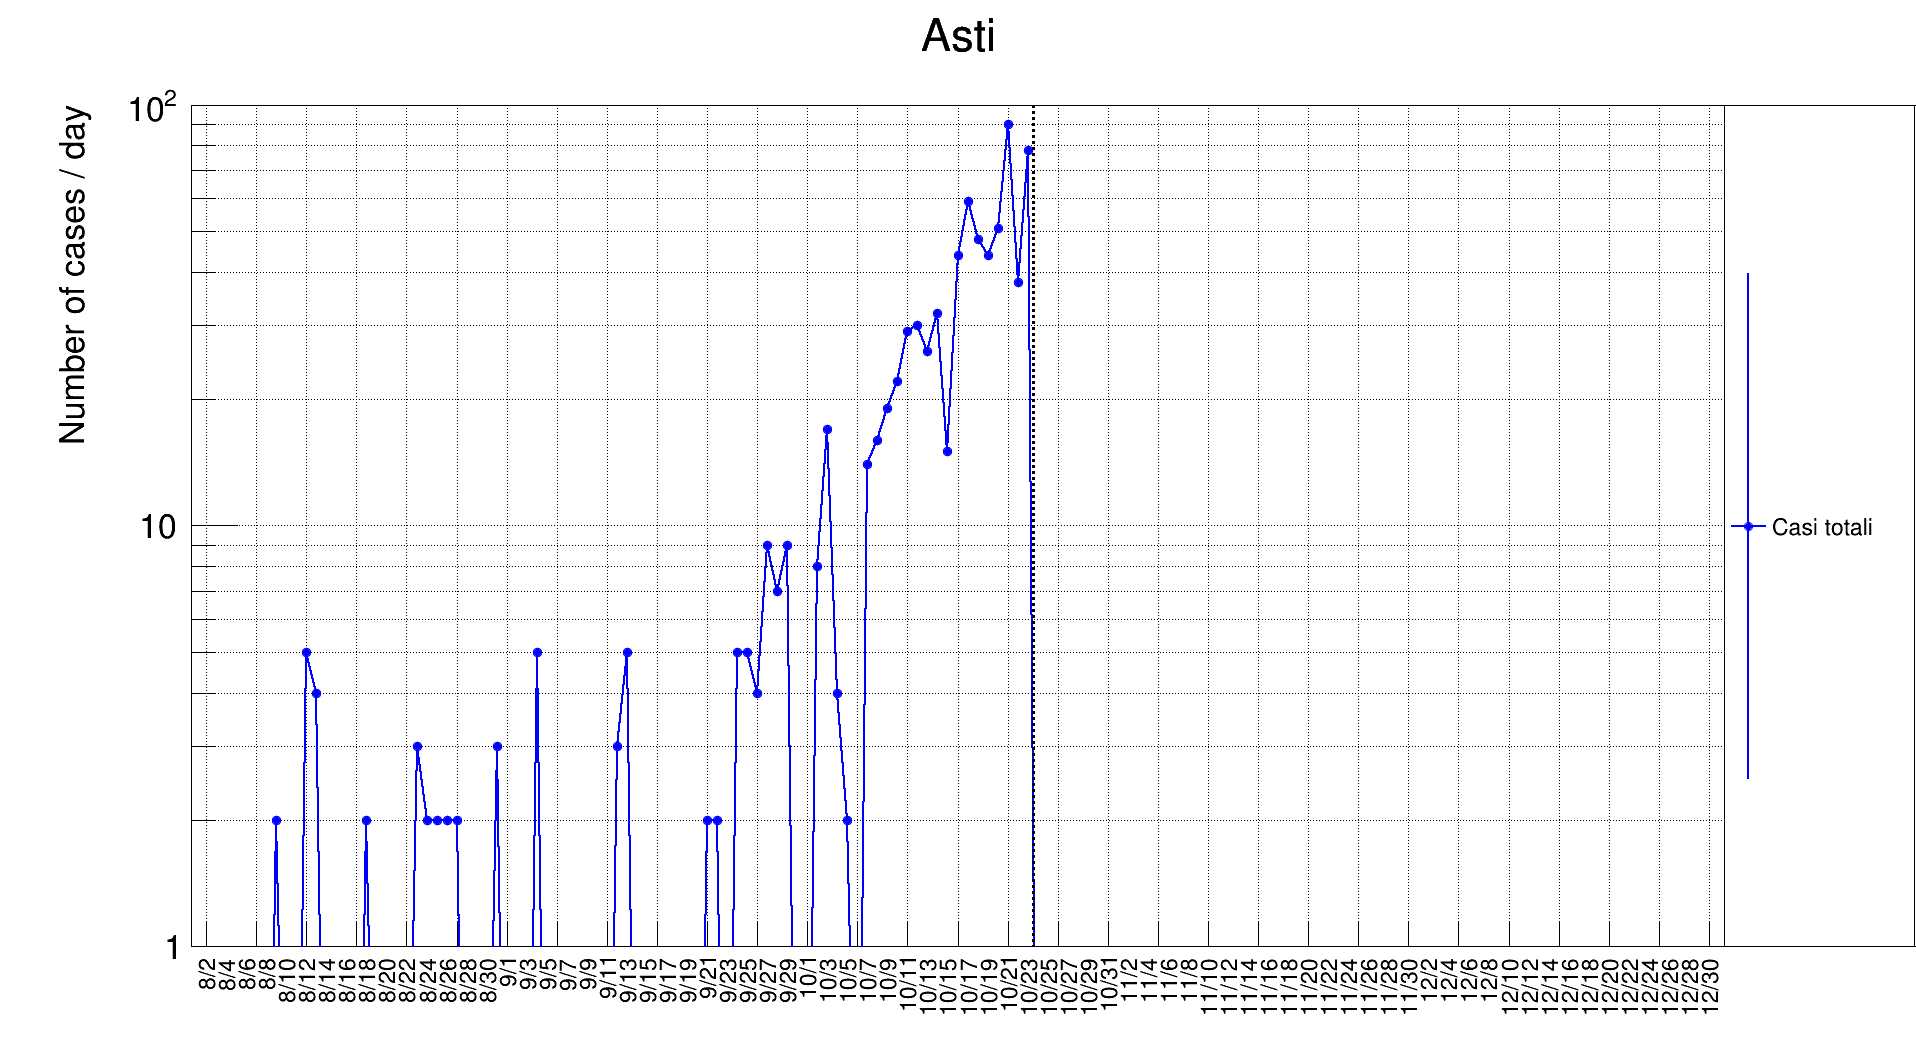 Asti
Number of cases / day
10²
10
1
8/2 8/4 8/6 8/8 8/10 8/12 8/14 8/16 8/18 8/20 8/22 8/24 8/26 8/28 8/30 9/1 9/3 9/5 9/7 9/9 9/11 9/13 9/15 9/17 9/19 9/21 9/23 9/25 9/27 9/29 10/1 10/3 10/5 10/7 10/9 10/11 10/13 10/15 10/17 10/19 10/21 10/23 10/25 10/27 10/29 10/31 11/2 11/4 11/6 11/8 11/10 11/12 11/14 11/16 11/18 11/20 11/22 11/24 11/26 11/28 11/30 12/2 12/4 12/6 12/8 12/10 12/12 12/14 12/16 12/18 12/20 12/22 12/24 12/26 12/28 12/30
Casi totali